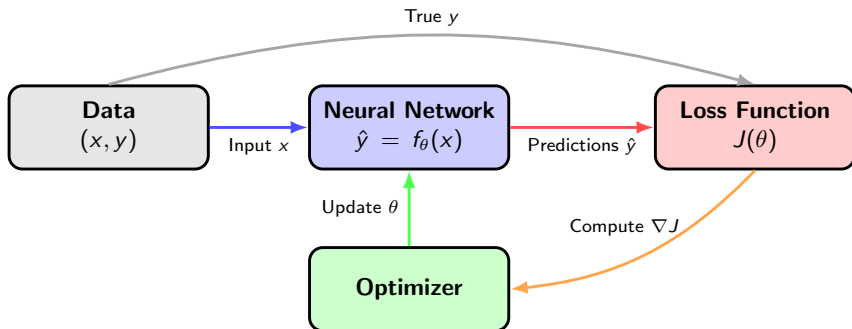 True y
Data
(x, y)
Input x
Neural Network
ŷ = f_θ(x)
Predictions ŷ
Loss Function
J(θ)
Update θ
Compute ∇J
Optimizer